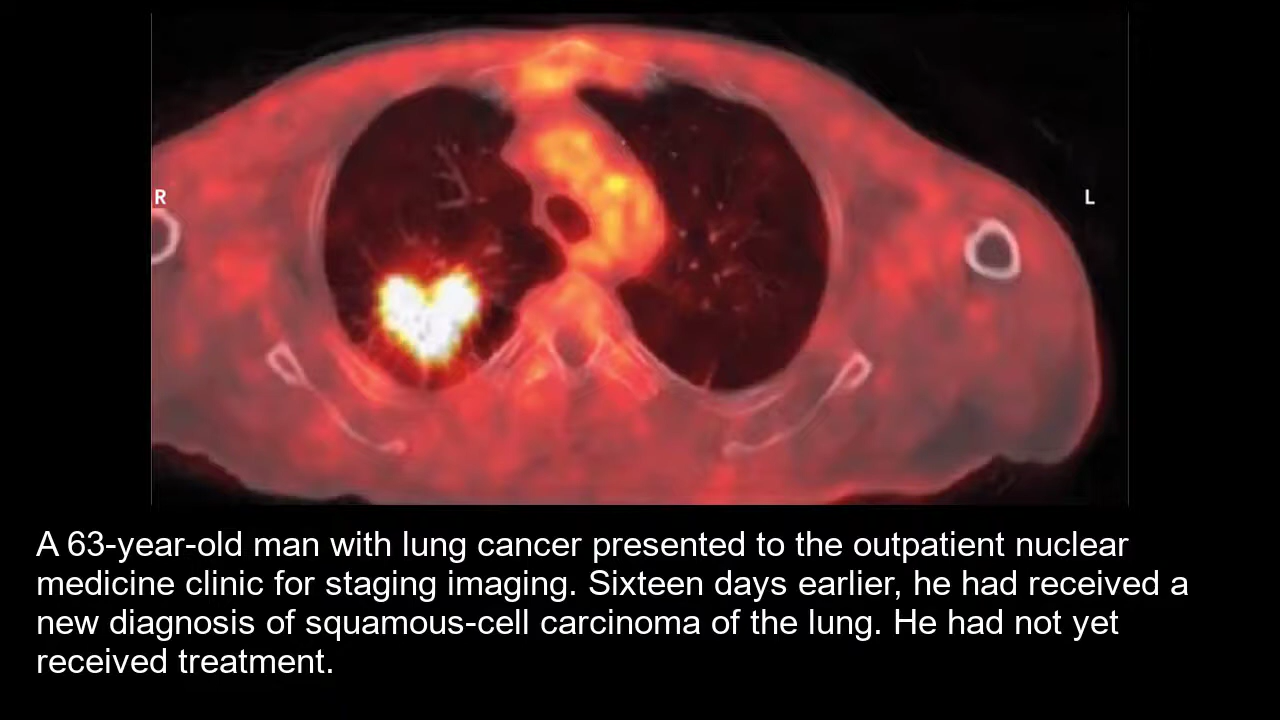 R
L
A 63-year-old man with lung cancer presented to the outpatient nuclear
medicine clinic for staging imaging. Sixteen days earlier, he had received a
new diagnosis of squamous-cell carcinoma of the lung. He had not yet
received treatment.